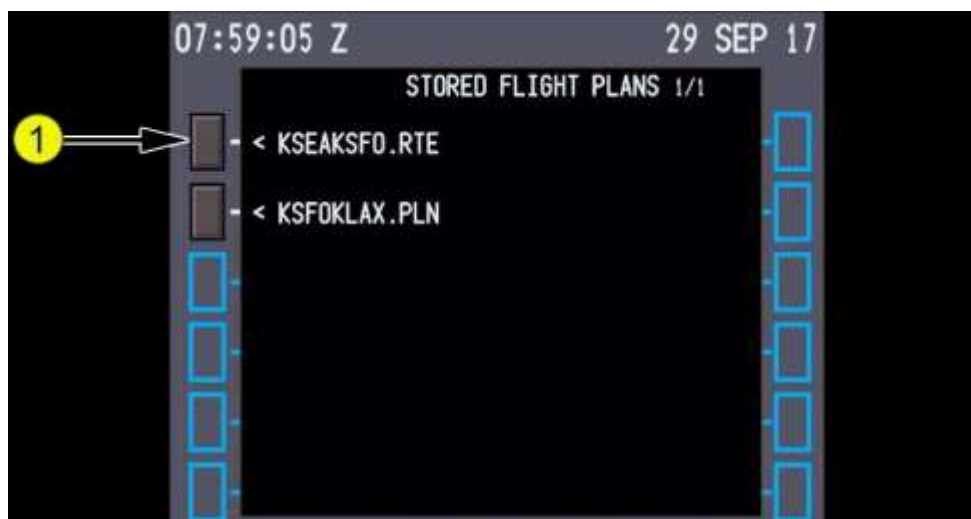 07:59:05 Z 29 SEP 17
STORED FLIGHT PLANS 1/1
1 < KSEAKSFO.RTE
< KSFOKLAX.PLN